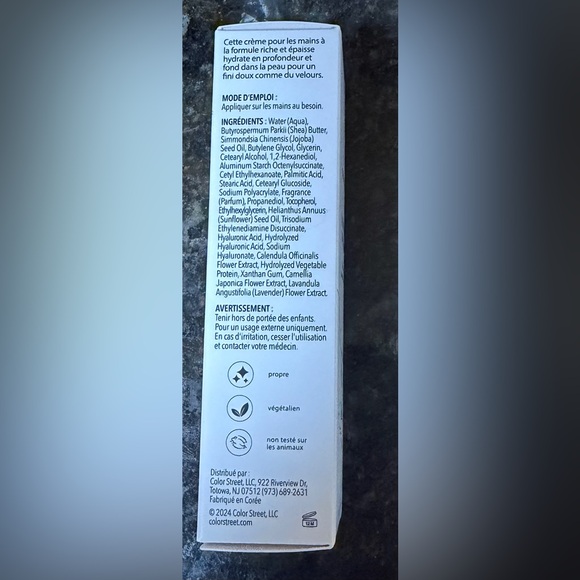 Cette crème pour les mains à
la formule riche et épaisse
hydrate en profondeur et
fond dans la peau pour un
fini doux comme du velours.
MODE D'EMPLOI :
Appliquer sur les mains au besoin.
INGRÉDIENTS : Water (Aqua),
Butyrospermum Parkii (Shea) Butter,
Simmondsia Chinensis (Jojoba)
Seed Oil, Butylene Glycol, Glycerin,
Cetearyl Alcohol, 1,2-Hexanediol,
Aluminum Starch Octenylsuccinate,
Cetyl Ethylhexanoate, Palmitic Acid,
Stearic Acid, Cetearyl Glucoside,
Sodium Polyacrylate, Fragrance
(Parfum), Propanediol, Tocopherol,
Ethylhexylglycerin, Helianthus Annuus
(Sunflower) Seed Oil, Trisodium
Ethylenediamine Disuccinate,
Hyaluronic Acid, Hydrolyzed
Hyaluronic Acid, Sodium
Hyaluronate, Calendula Officinalis
Flower Extract, Hydrolyzed Vegetable
Protein, Xanthan Gum, Camellia
Japonica Flower Extract, Lavandula
Angustifolia (Lavender) Flower Extract.
AVERTISSEMENT :
Tenir hors de portée des enfants.
Pour un usage externe uniquement.
En cas d'irritation, cesser l'utilisation
et contacter votre médecin.
propre
végétalien
non testé sur
les animaux
Distribué par :
Color Street, LLC, 922 Riverview Dr,
Totowa, NJ 07512 (973) 689-2631
Fabriqué en Corée
© 2024 Color Street, LLC
colorstreet.com
12M